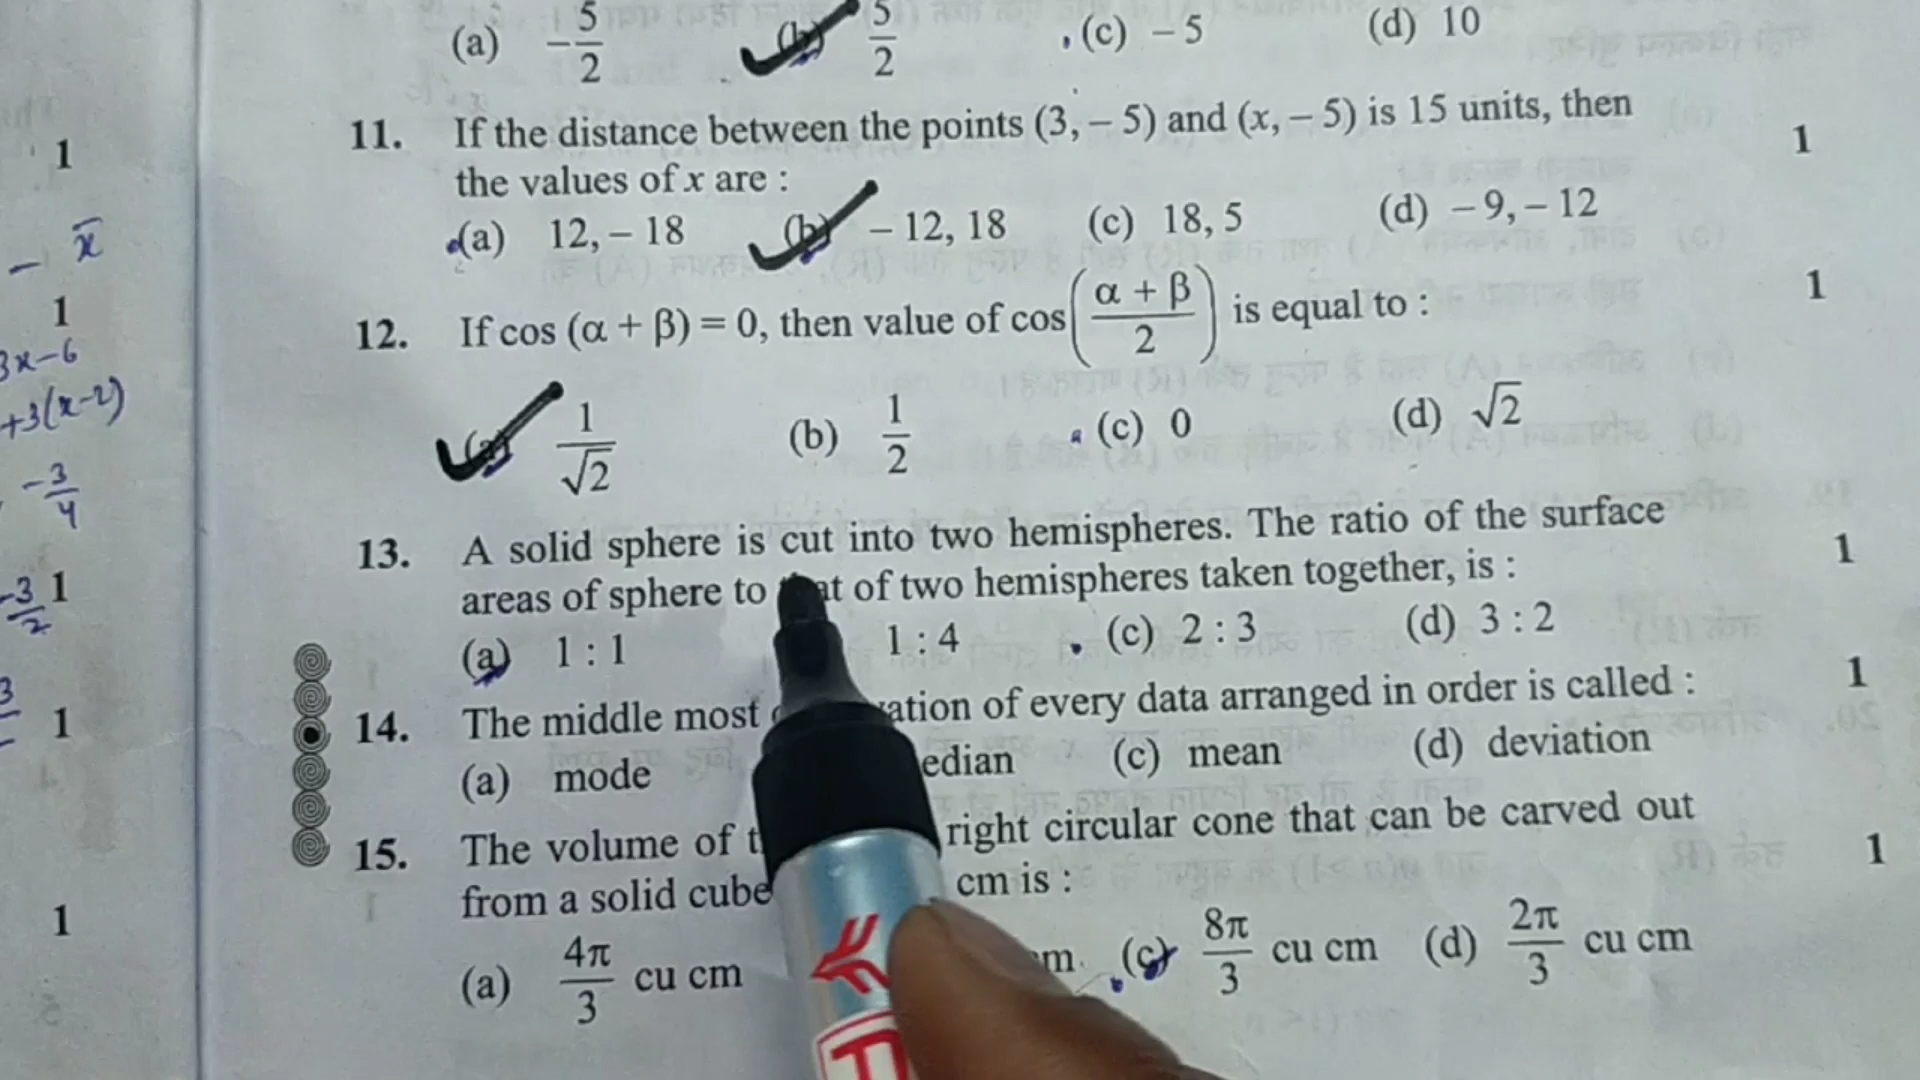 (a) -5/2 (b) 5/2 (c) – 5 (d) 10
11. If the distance between the points (3, – 5) and (x, – 5) is 15 units, then 1
the values of x are :
(a) 12, – 18 (b) – 12, 18 (c) 18, 5 (d) – 9, – 12
12. If cos (α + β) = 0, then value of cos((α + β)/2) is equal to : 1
(a) 1/√2 (b) 1/2 (c) 0 (d) √2
13. A solid sphere is cut into two hemispheres. The ratio of the surface 1
areas of sphere to that of two hemispheres taken together, is :
(a) 1 : 1 1 : 4 (c) 2 : 3 (d) 3 : 2
14. The middle most of every data arranged in order is called : 1
(a) mode (c) mean (d) deviation
15. The volume of right circular cone that can be carved out 1
from a solid cube cm is :
(a) 4π/3 cu cm (c) 8π/3 cu cm (d) 2π/3 cu cm
1
– x̄
1
3x–6
+3(x–2)
-3/4
-3/2 1
1
1